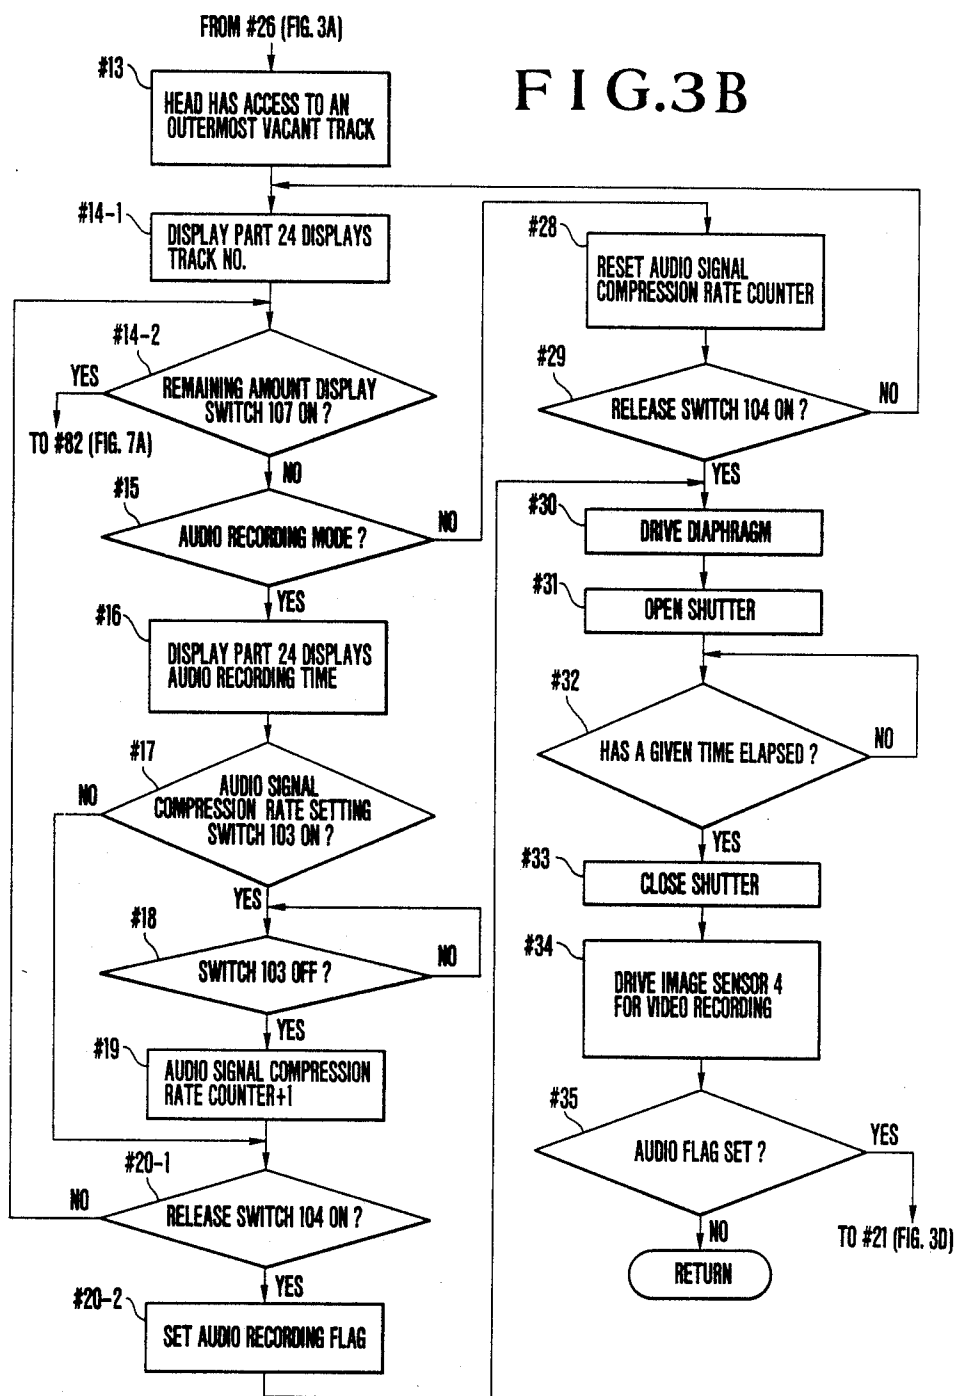 FROM #26 (FIG. 3A)
FIG.3B
#13
HEAD HAS ACCESS TO AN
OUTERMOST VACANT TRACK
#14-1
DISPLAY PART 24 DISPLAYS
TRACK NO.
#14-2
YES
REMAINING AMOUNT DISPLAY
SWITCH 107 ON ?
TO #82 (FIG. 7A)
NO
#15
AUDIO RECORDING MODE ?
NO
YES
#16
DISPLAY PART 24 DISPLAYS
AUDIO RECORDING TIME
#17
NO
AUDIO SIGNAL
COMPRESSION RATE SETTING
SWITCH 103 ON ?
YES
#18
SWITCH 103 OFF ?
NO
YES
#19
AUDIO SIGNAL COMPRESSION
RATE COUNTER+1
#20-1
NO
RELEASE SWITCH 104 ON ?
YES
#20-2
SET AUDIO RECORDING FLAG
#28
RESET AUDIO SIGNAL
COMPRESSION RATE COUNTER
#29
RELEASE SWITCH 104 ON ?
NO
YES
#30
DRIVE DIAPHRAGM
#31
OPEN SHUTTER
#32
HAS A GIVEN TIME ELAPSED ?
NO
YES
#33
CLOSE SHUTTER
#34
DRIVE IMAGE SENSOR 4
FOR VIDEO RECORDING
#35
AUDIO FLAG SET ?
YES
TO #21 (FIG. 3D)
NO
RETURN